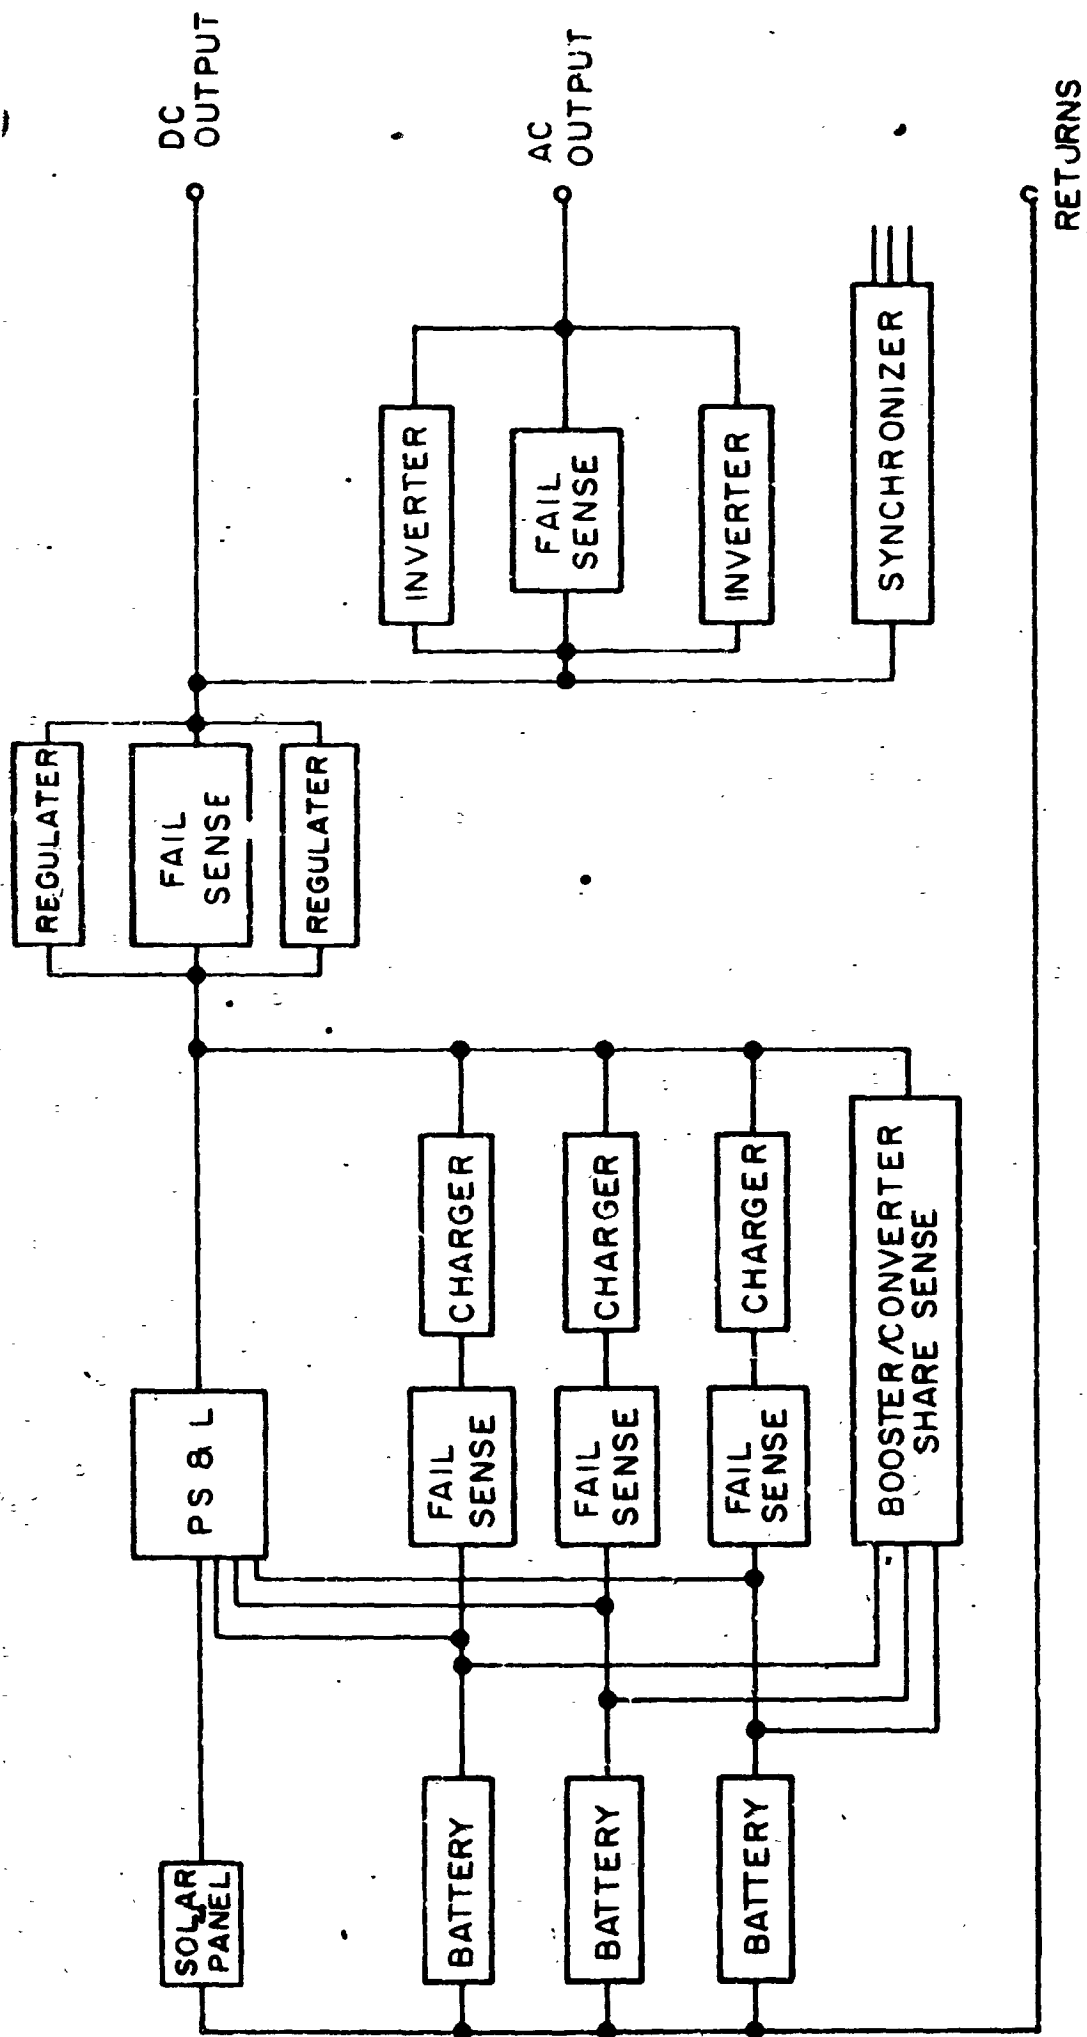 SOLAR
PANEL
PS & L
REGULATER
FAIL
SENSE
REGULATER
DC
OUTPUT
BATTERY
FAIL
SENSE
CHARGER
BATTERY
FAIL
SENSE
CHARGER
BATTERY
FAIL
SENSE
CHARGER
BOOSTER/CONVERTER
SHARE SENSE
INVERTER
FAIL
SENSE
INVERTER
AC
OUTPUT
SYNCHRONIZER
RETURNS